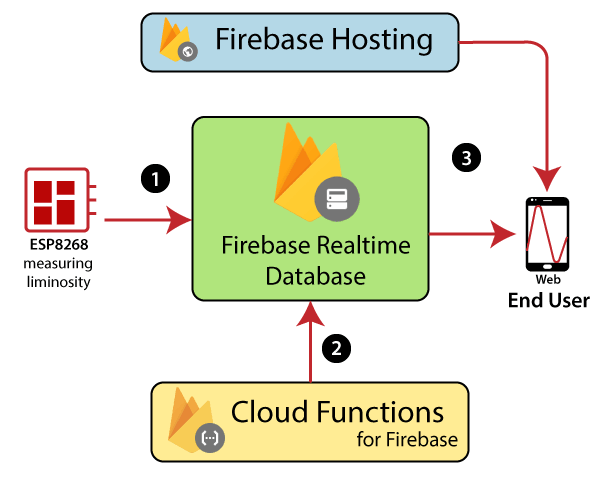 Firebase Hosting
1
3
ESP8268
measuring
liminosity
Firebase Realtime
Database
Web
End User
2
Cloud Functions
for Firebase